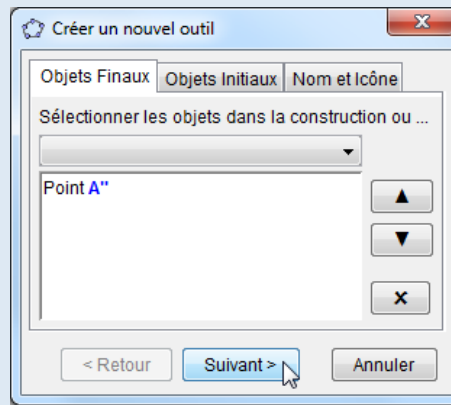 Créer un nouvel outil
Objets Finaux Objets Initiaux Nom et Icône
Sélectionner les objets dans la construction ou ...
Point A"
< Retour Suivant > Annuler